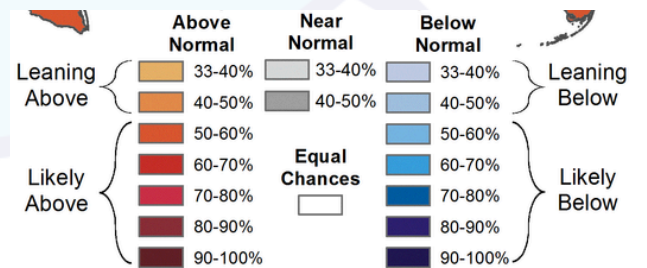 Above
Normal
Near
Normal
Below
Normal
Leaning
Above
33-40%
33-40%
33-40%
Leaning
Below
40-50%
40-50%
40-50%
50-60%
50-60%
60-70%
Equal
Chances
60-70%
Likely
Above
70-80%
70-80%
Likely
Below
80-90%
80-90%
90-100%
90-100%